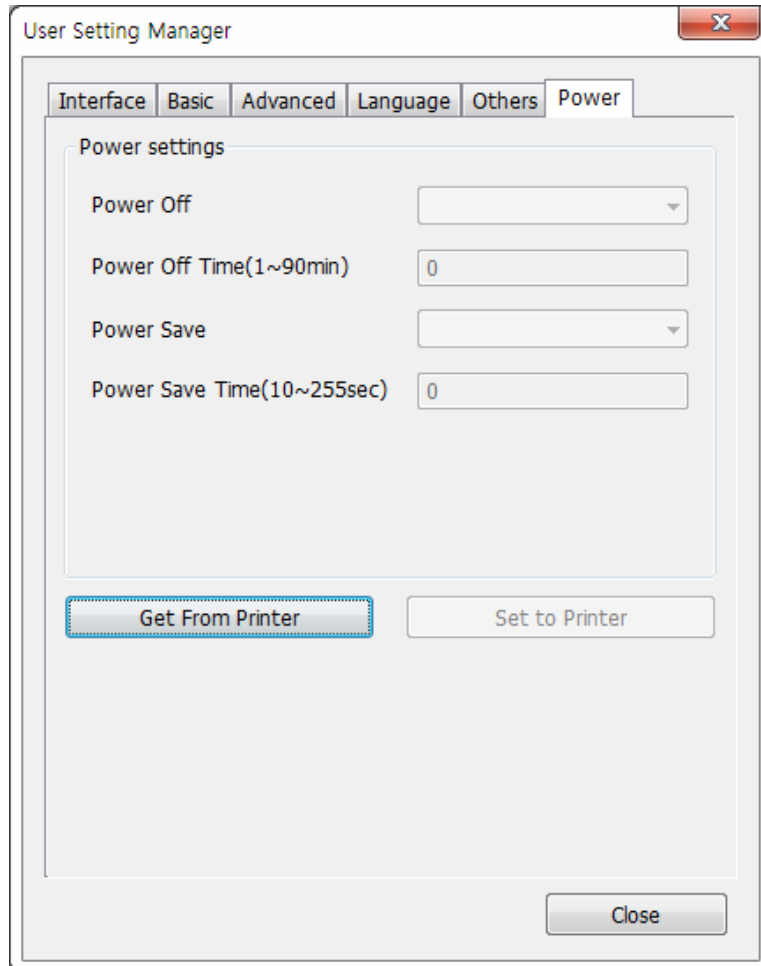 User Setting Manager
Interface Basic Advanced Language Others Power
Power settings
Power Off
Power Off Time(1~90min) 0
Power Save
Power Save Time(10~255sec) 0
Get From Printer Set to Printer
Close